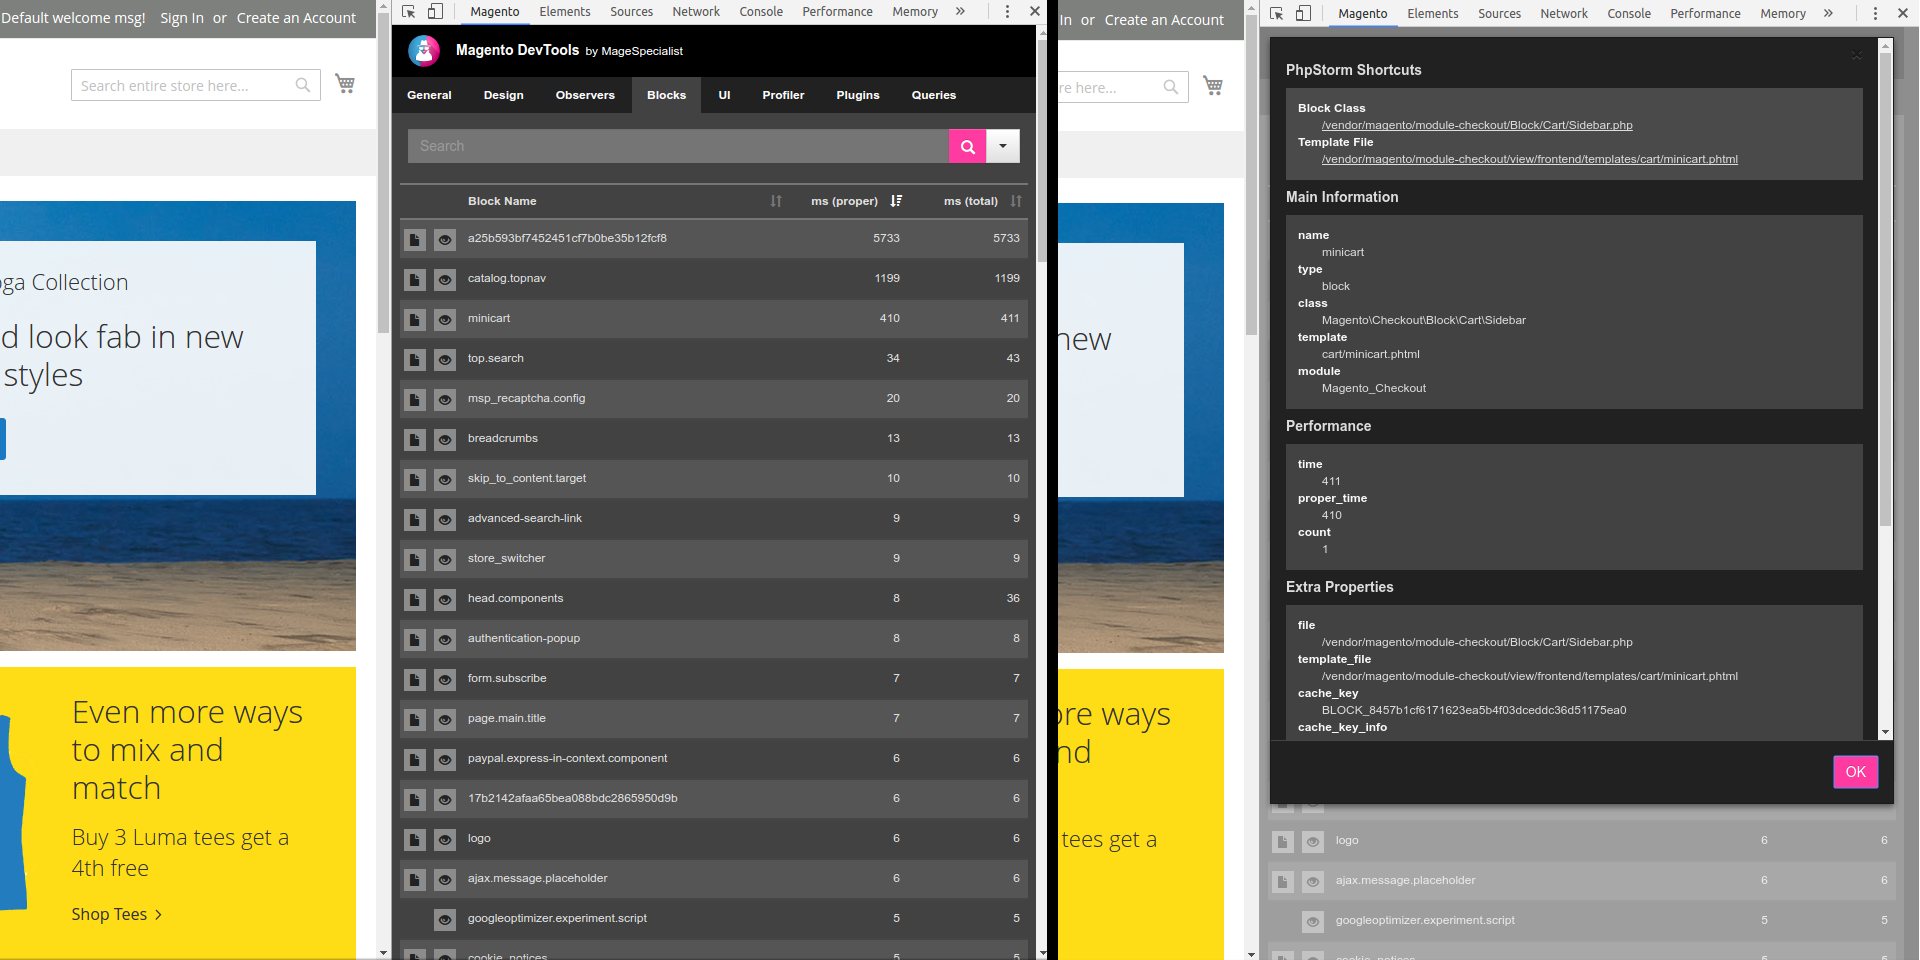 Default welcome msg! Sign In or Create an Account
Search entire store here...
oga Collection
d look fab in new
styles
Even more ways
to mix and
match
Buy 3 Luma tees get a
4th free
Shop Tees
Magento Elements Sources Network Console Performance Memory »
Magento DevTools by MageSpecialist
General Design Observers Blocks UI Profiler Plugins Queries
Search
Block Name ms (proper) ms (total)
a25b593bf7452451cf7b0be35b12fcf8 5733 5733
catalog.topnav 1199 1199
minicart 410 411
top.search 34 43
msp_recaptcha.config 20 20
breadcrumbs 13 13
skip_to_content.target 10 10
advanced-search-link 9 9
store_switcher 9 9
head.components 8 36
authentication-popup 8 8
form.subscribe 7 7
page.main.title 7 7
paypal.express-in-context.component 6 6
17b2142afaa65bea088bdc2865950d9b 6 6
logo 6 6
ajax.message.placeholder 6 6
googleoptimizer.experiment.script 5 5
cookie_notices 5 5
In or Create an Account
re here...
new
ore ways
nd
tees get a
Magento Elements Sources Network Console Performance Memory »
PhpStorm Shortcuts
Block Class
/vendor/magento/module-checkout/Block/Cart/Sidebar.php
Template File
/vendor/magento/module-checkout/view/frontend/templates/cart/minicart.phtml
Main Information
name
minicart
type
block
class
Magento\Checkout\Block\Cart\Sidebar
template
cart/minicart.phtml
module
Magento_Checkout
Performance
time
411
proper_time
410
count
1
Extra Properties
file
/vendor/magento/module-checkout/Block/Cart/Sidebar.php
template_file
/vendor/magento/module-checkout/view/frontend/templates/cart/minicart.phtml
cache_key
BLOCK_8457b1cf6171623ea5b4f03dceddc36d51175ea0
cache_key_info
OK
logo 6 6
ajax.message.placeholder 6 6
googleoptimizer.experiment.script 5 5